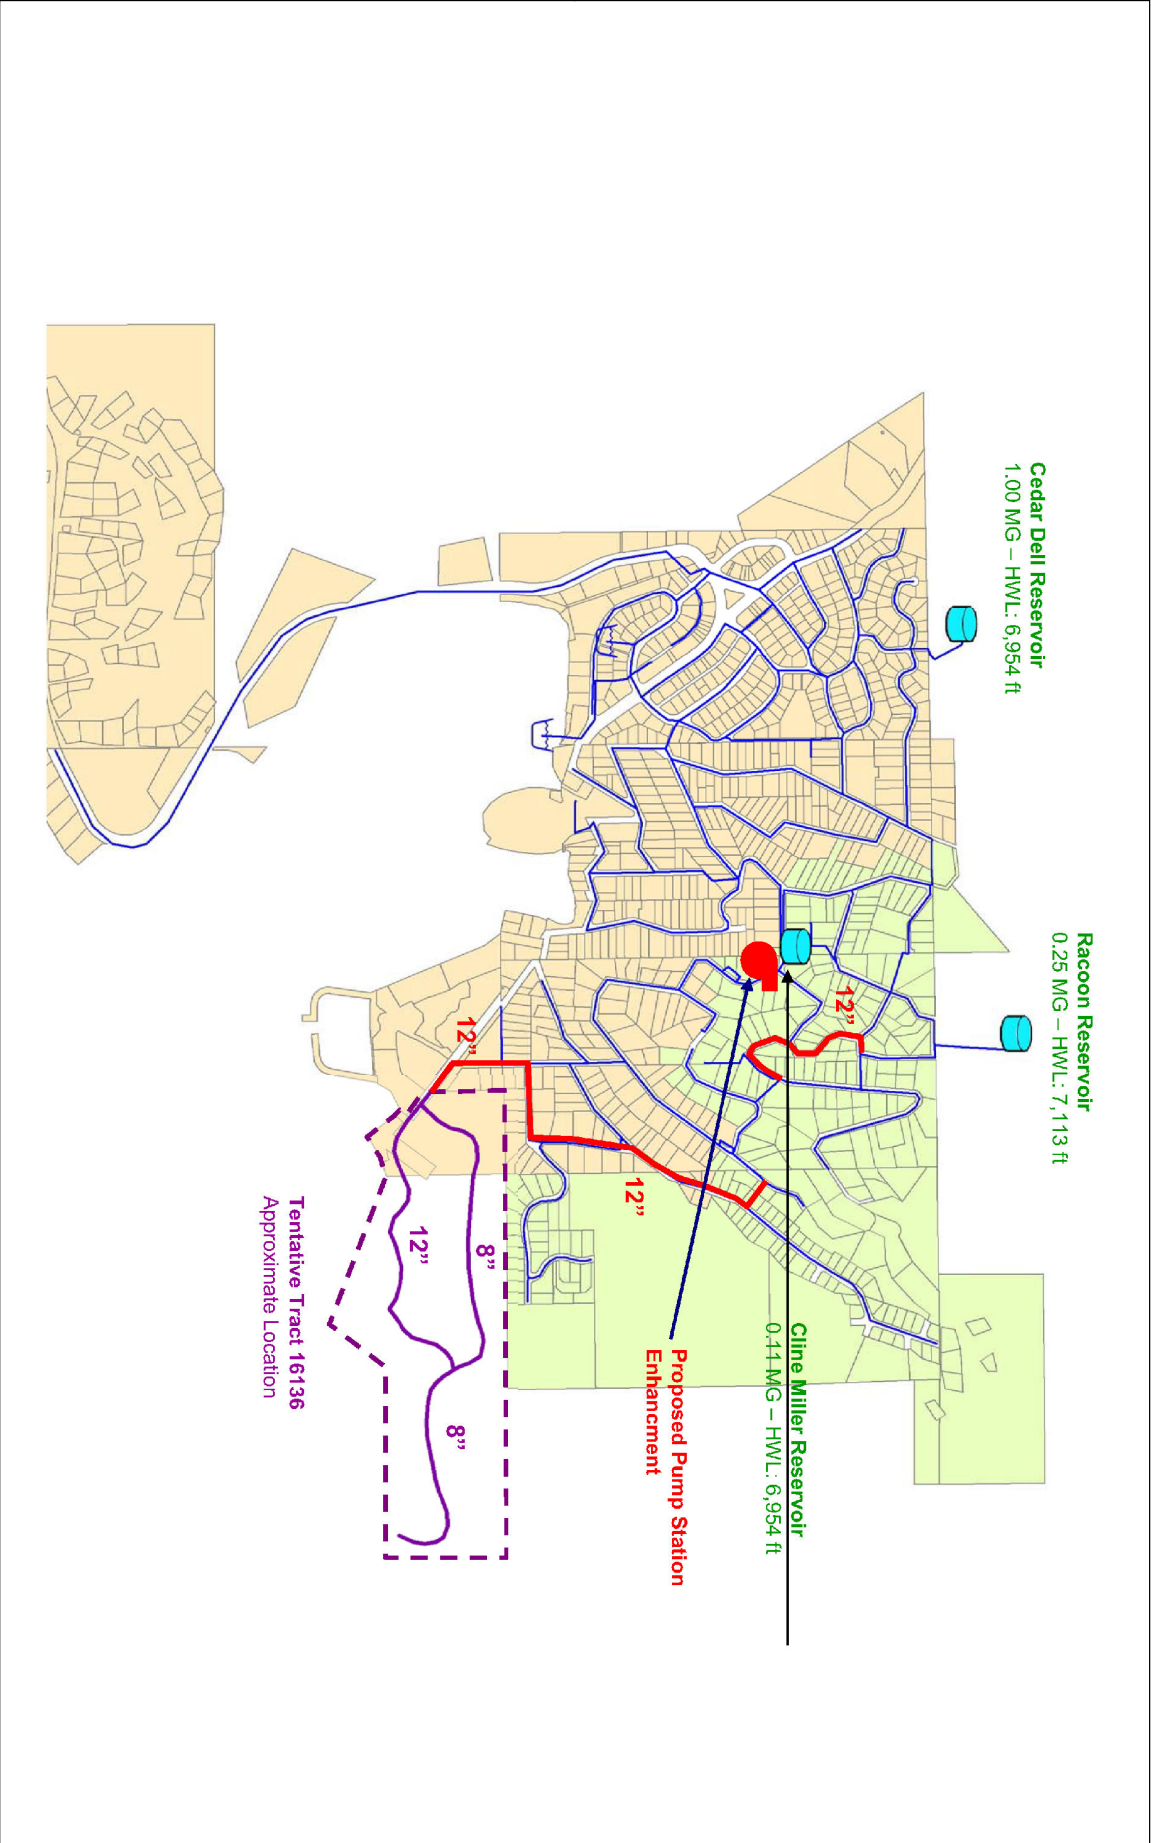 Cedar Dell Reservoir
1.00 MG – HWL: 6,954 ft
Racoon Reservoir
0.25 MG – HWL: 7,113 ft
12”
Cline Miller Reservoir
0.11 MG – HWL: 6,954 ft
Proposed Pump Station
Enhancment
12”
12”
8”
12”
8”
Tentative Tract 16136
Approximate Location